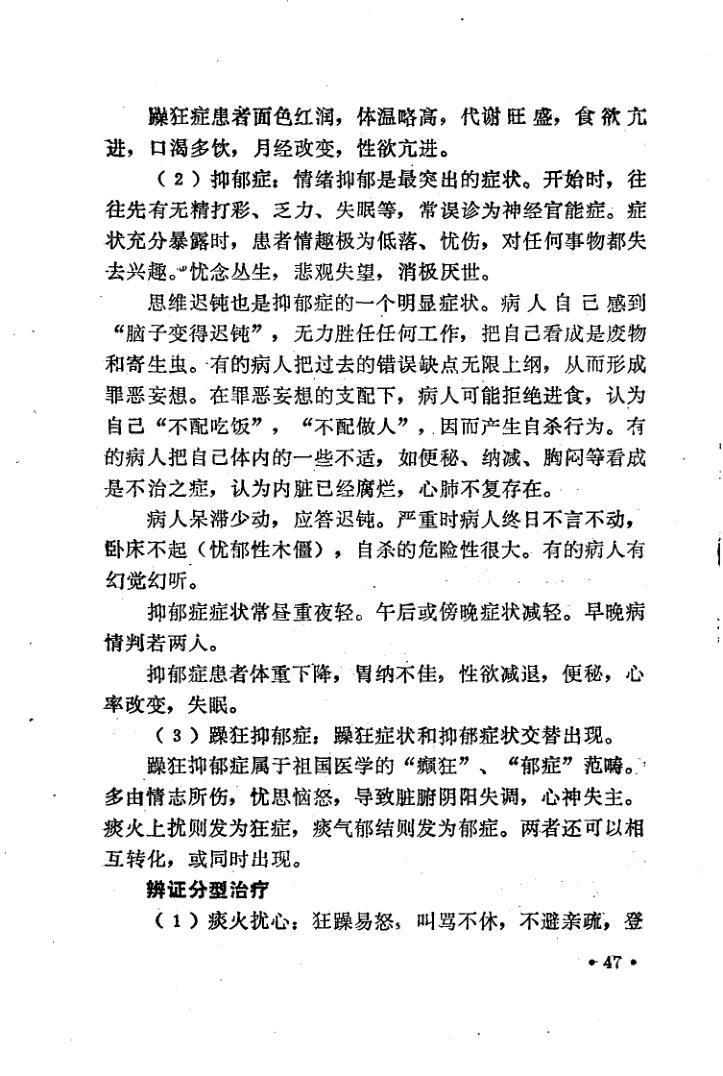 躁狂症患者面色红润，体温略高，代谢旺盛，食欲亢
进，口渴多饮，月经改变，性欲亢进。
（2）抑郁症：情绪抑郁是最突出的症状。开始时，往
往先有无精打彩、乏力、失眠等，常误诊为神经官能症。症
状充分暴露时，患者情趣极为低落、忧伤，对任何事物都失
去兴趣。忧念丛生，悲观失望，消极厌世。
思维迟钝也是抑郁症的一个明显症状。病人自己感到
“脑子变得迟钝”，无力胜任任何工作，把自己看成是废物
和寄生虫。有的病人把过去的错误缺点无限上纲，从而形成
罪恶妄想。在罪恶妄想的支配下，病人可能拒绝进食，认为
自己“不配吃饭”，“不配做人”，因而产生自杀行为。有
的病人把自己体内的一些不适，如便秘、纳减、胸闷等看成
是不治之症，认为内脏已经腐烂，心肺不复存在。
病人呆滞少动，应答迟钝。严重时病人终日不言不动，
卧床不起（忧郁性木僵），自杀的危险性很大。有的病人有
幻觉幻听。
抑郁症症状常昼重夜轻。午后或傍晚症状减轻。早晚病
情判若两人。
抑郁症患者体重下降，胃纳不佳，性欲减退，便秘，心
率改变，失眠。
（3）躁狂抑郁症：躁狂症状和抑郁症状交替出现。
躁狂抑郁症属于祖国医学的“癫狂”、“郁症”范畴。
多由情志所伤，忧思恼怒，导致脏腑阴阳失调，心神失主。
痰火上扰则发为狂症，痰气郁结则发为郁症。两者还可以相
互转化，或同时出现。
辨证分型治疗
（1）痰火扰心：狂躁易怒，叫骂不休，不避亲疏，登
•47•